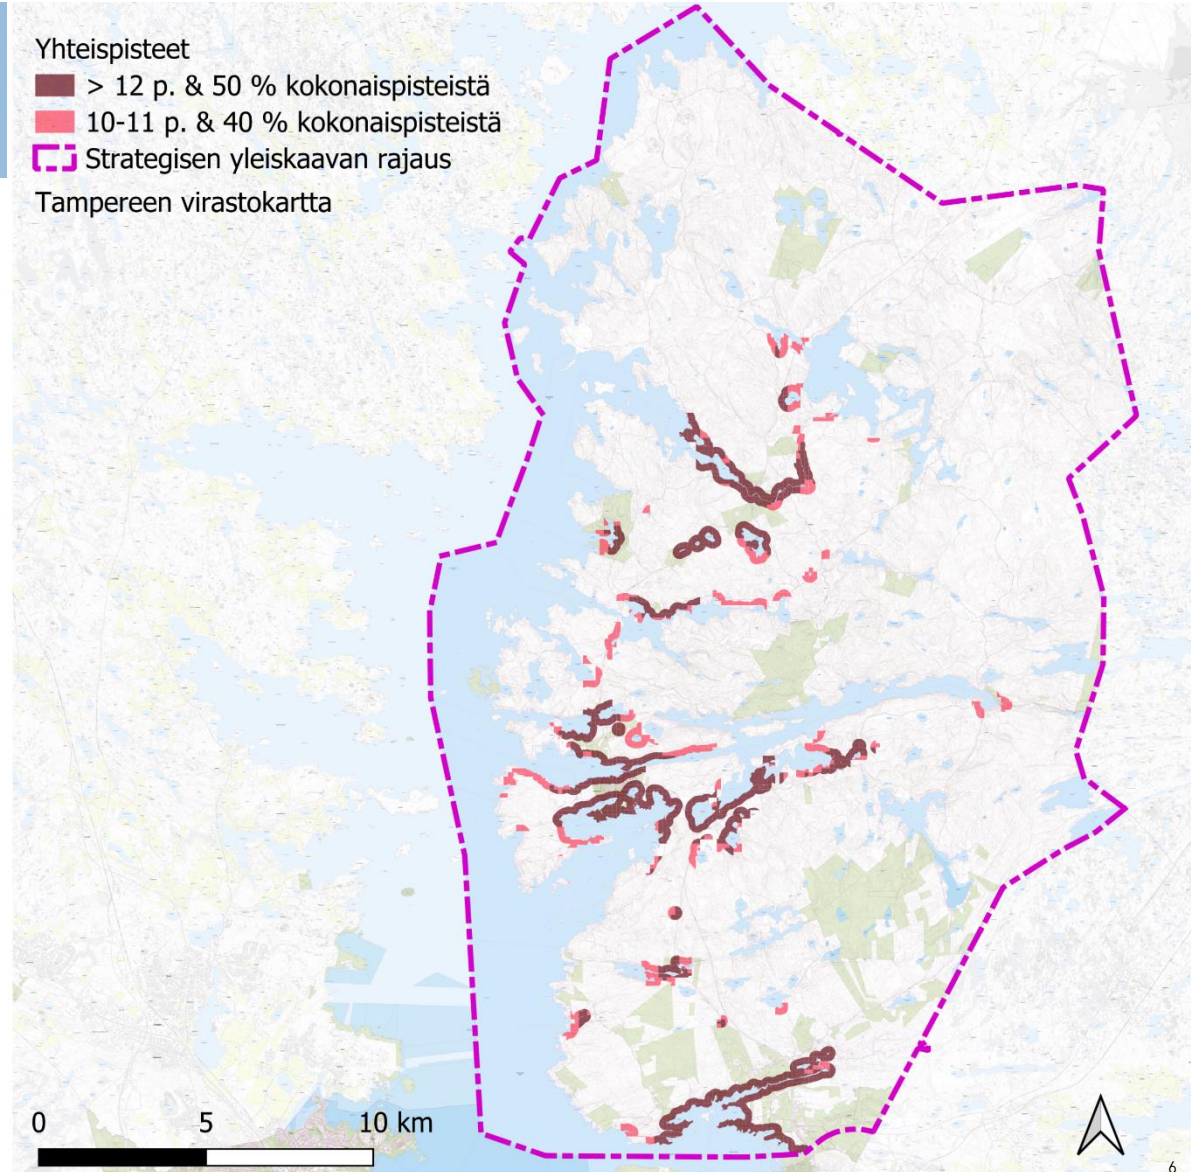 Yhteispisteet
> 12 p. & 50 % kokonaispisteistä
10-11 p. & 40 % kokonaispisteistä
Strategisen yleiskaavan rajaus
Tampereen virastokartta
0 5 10 km
6